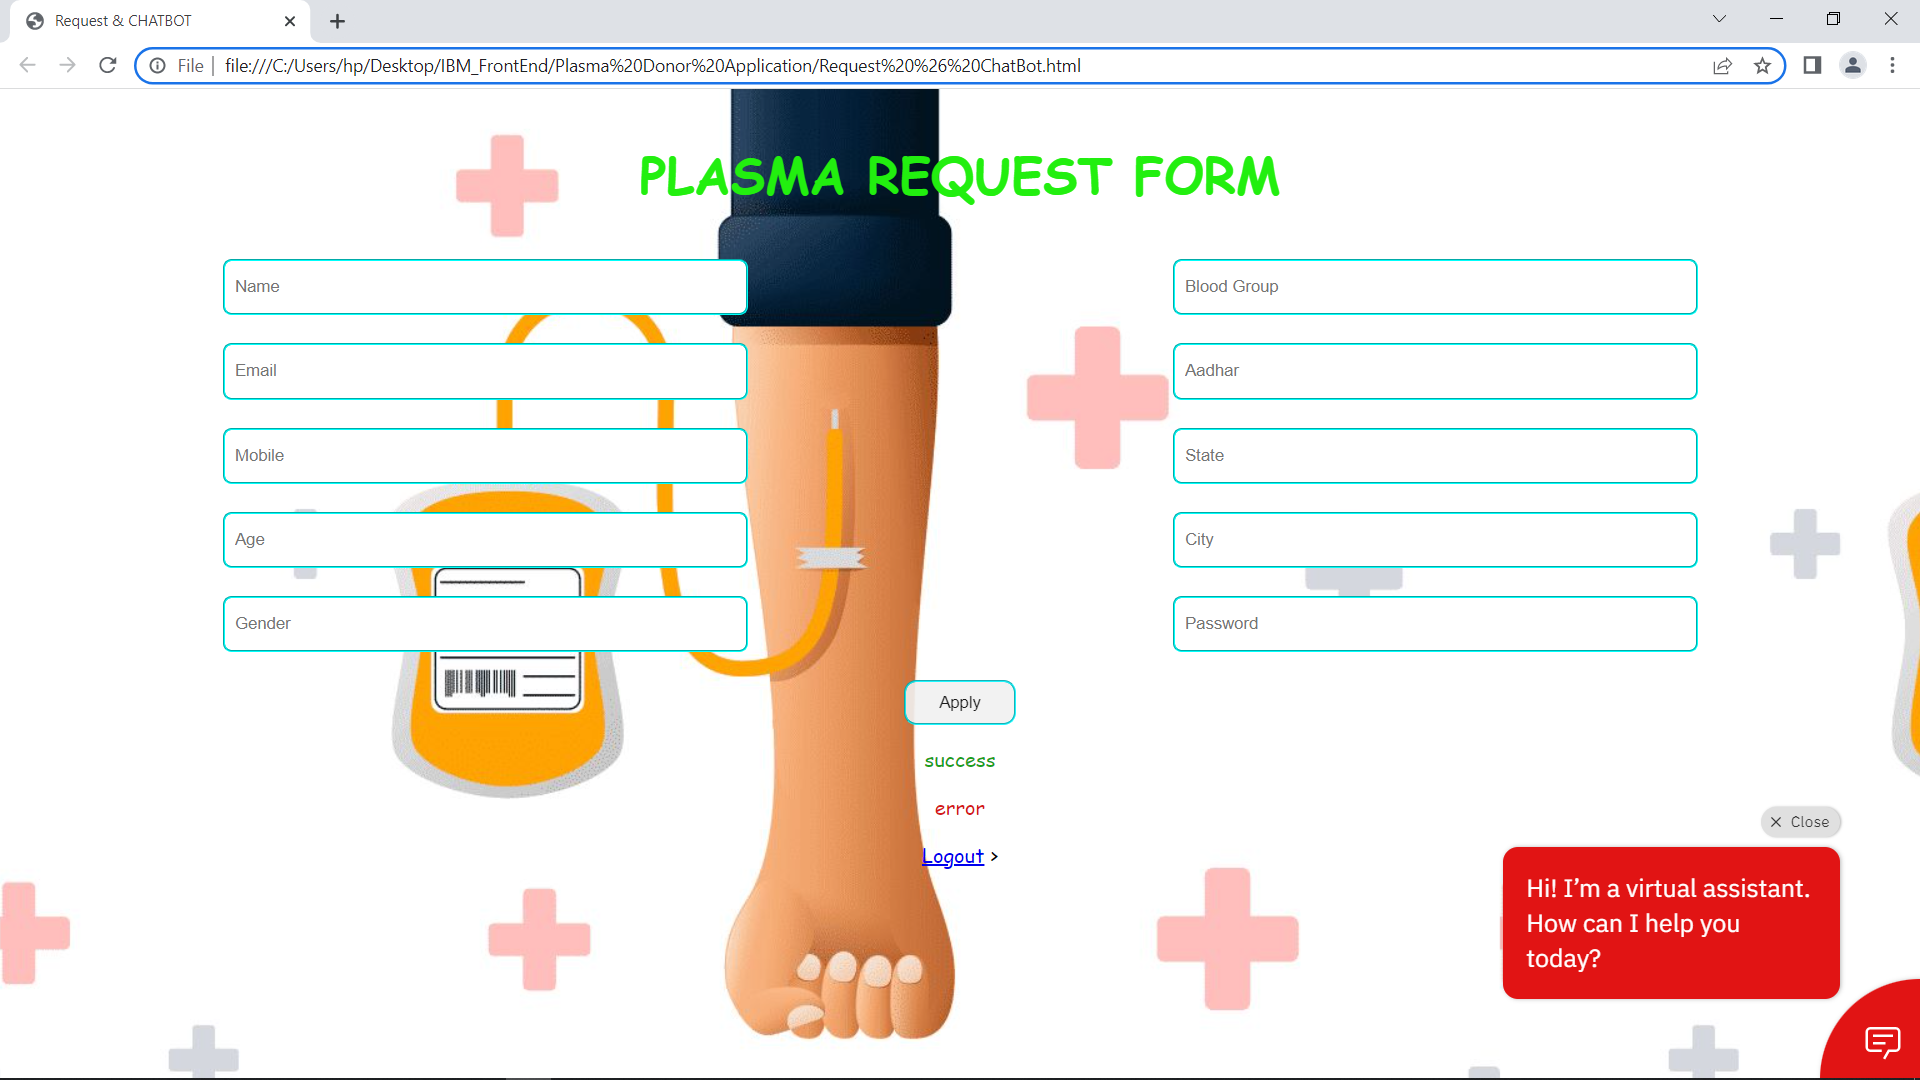 Request & CHATBOT
File
file:///C:/Users/hp/Desktop/IBM_FrontEnd/Plasma%20Donor%20Application/Request%20%26%20ChatBot.html
PLASMA REQUEST FORM
Name
Blood Group
Email
Aadhar
Mobile
State
Age
City
Gender
Password
Apply
success
error
Logout >
Close
Hi! I’m a virtual assistant.
How can I help you
today?